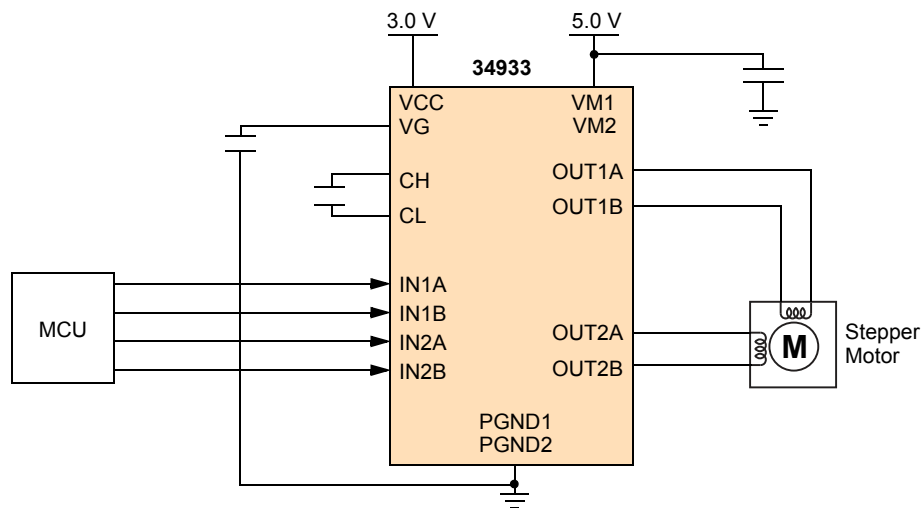 3.0 V
5.0 V
34933
VCC
VM1
VG
VM2
CH
OUT1A
CL
OUT1B
IN1A
IN1B
MCU
IN2A
OUT2A
IN2B
OUT2B
M
Stepper
Motor
PGND1
PGND2